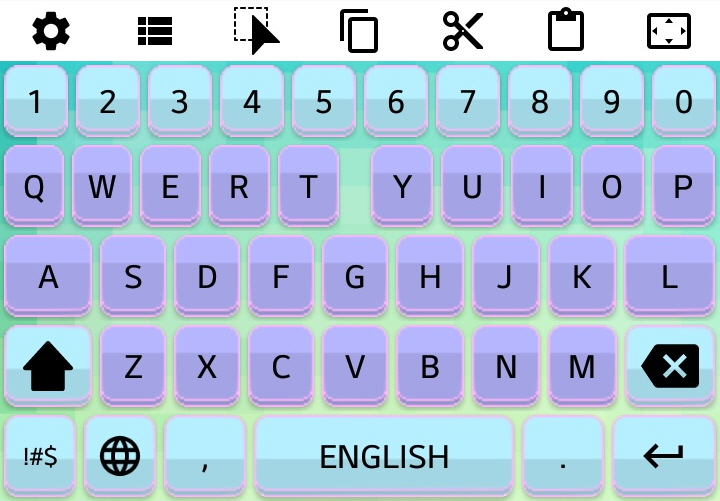 1 2 3 4 5 6 7 8 9 0
Q W E R T Y U I O P
A S D F G H J K L
Z X C V B N M
!#$ , ENGLISH .